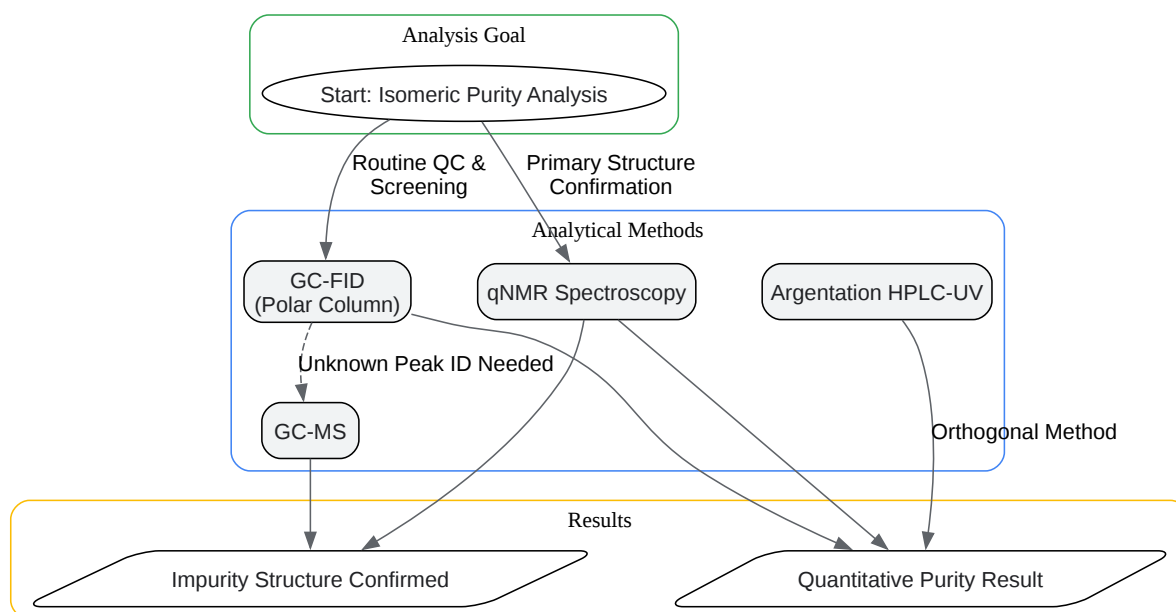 Analysis Goal
Start: Isomeric Purity Analysis
Routine QC &
Screening
Primary Structure
Confirmation
Analytical Methods
GC-FID
(Polar Column)
qNMR Spectroscopy
Argentation HPLC-UV
Unknown Peak ID Needed
GC-MS
Orthogonal Method
Results
Impurity Structure Confirmed
Quantitative Purity Result